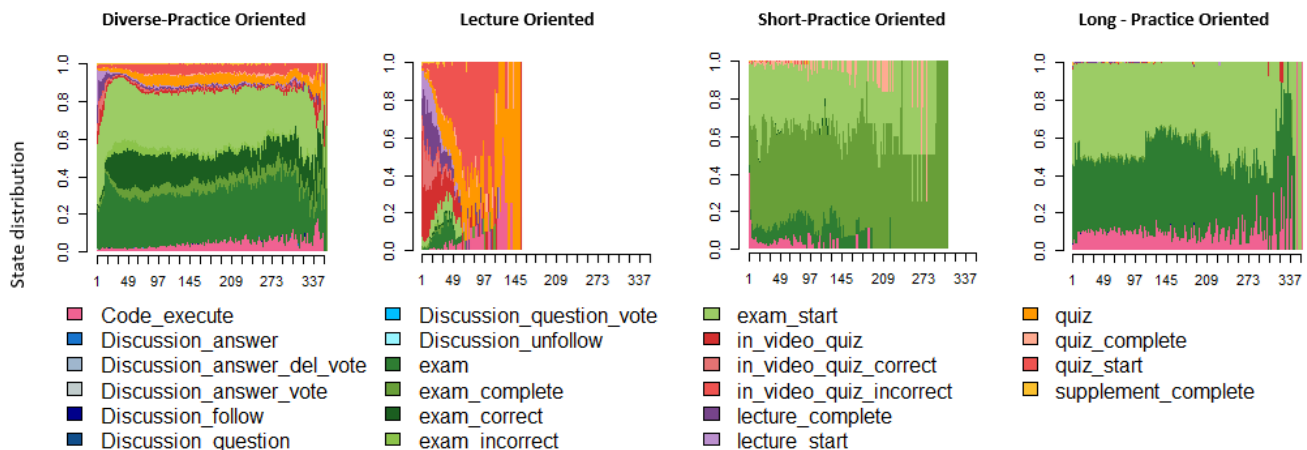 Diverse-Practice Oriented Lecture Oriented Short-Practice Oriented Long - Practice Oriented
State distribution
0.0 0.2 0.4 0.6 0.8 1.0
0.0 0.2 0.4 0.6 0.8 1.0
0.0 0.2 0.4 0.6 0.8 1.0
0.0 0.2 0.4 0.6 0.8 1.0
1 49 97 145 209 273 337
1 49 97 145 209 273 337
1 49 97 145 209 273 337
1 49 97 145 209 273 337
Code_execute
Discussion_answer
Discussion_answer_del_vote
Discussion_answer_vote
Discussion_follow
Discussion_question
Discussion_question_vote
Discussion_unfollow
exam
exam_complete
exam_correct
exam_incorrect
exam_start
in_video_quiz
in_video_quiz_correct
in_video_quiz_incorrect
lecture_complete
lecture_start
quiz
quiz_complete
quiz_start
supplement_complete